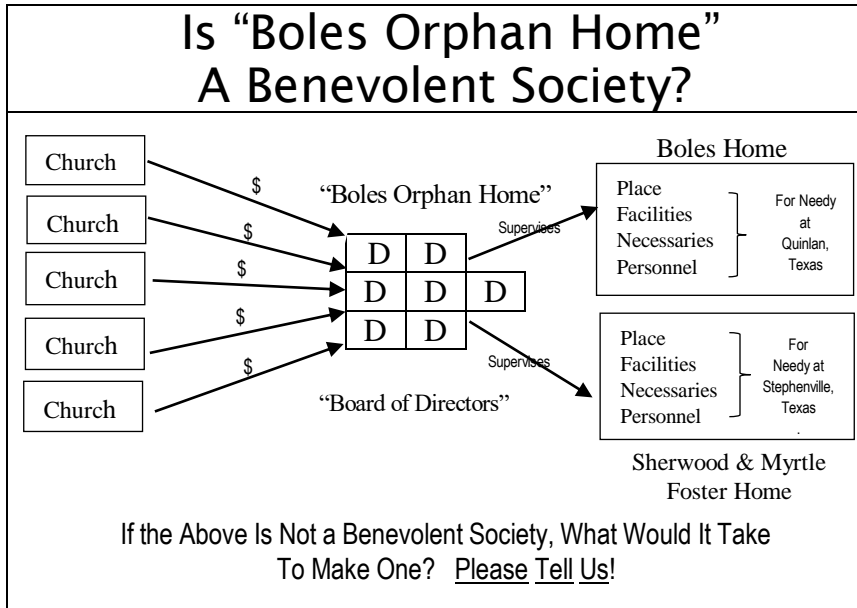 Is “Boles Orphan Home”
A Benevolent Society?
Church
Church
Church
Church
Church
$
$
$
$
$
“Boles Orphan Home”
D D
D D D
D D
“Board of Directors”
Supervises
Supervises
Boles Home
Place
Facilities
Necessaries
Personnel
For Needy
at
Quinlan,
Texas
Place
Facilities
Necessaries
Personnel
For
Needy at
Stephenville,
Texas
.
Sherwood & Myrtle
Foster Home
If the Above Is Not a Benevolent Society, What Would It Take
To Make One? Please Tell Us!